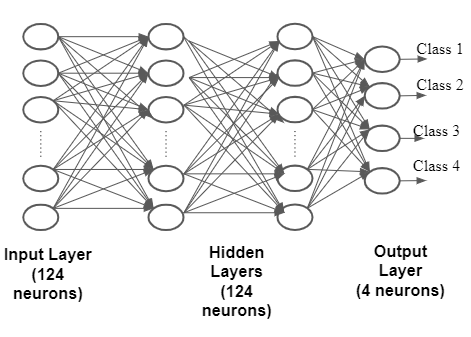 Class 1
Class 2
Class 3
Class 4
Input Layer
(124
neurons)
Hidden
Layers
(124
neurons)
Output
Layer
(4 neurons)